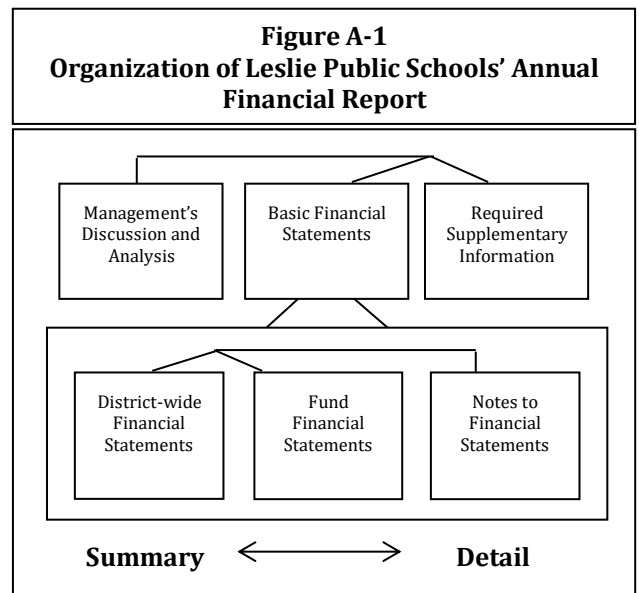 Figure A-1
Organization of Leslie Public Schools’ Annual
Financial Report
Management’s
Discussion and
Analysis
Basic Financial
Statements
Required
Supplementary
Information
District-wide
Financial
Statements
Fund
Financial
Statements
Notes to
Financial
Statements
Summary
Detail